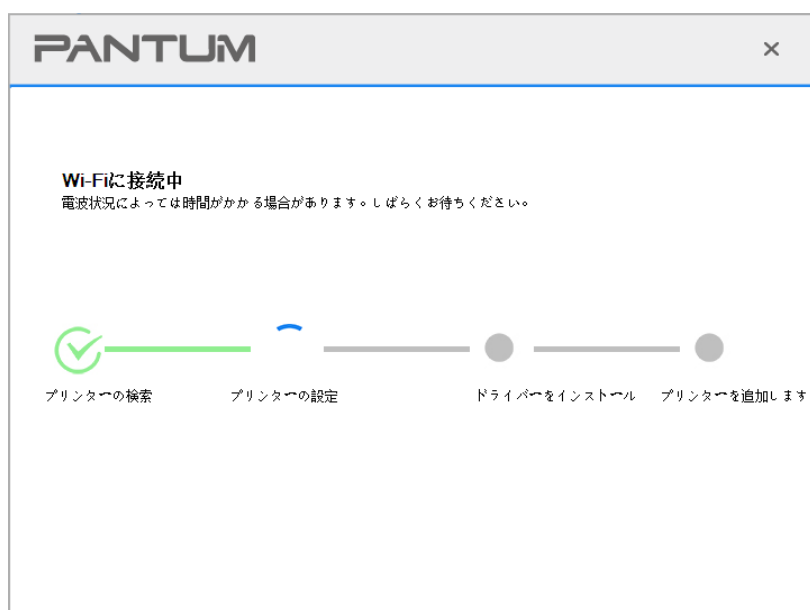 PANTUM
Wi-Fiに接続中
電波状況によっては時間がかかる場合があります。しばらくお待ちください。
プリンターの検索
プリンターの設定
ドライバーをインストール
プリンターを追加します